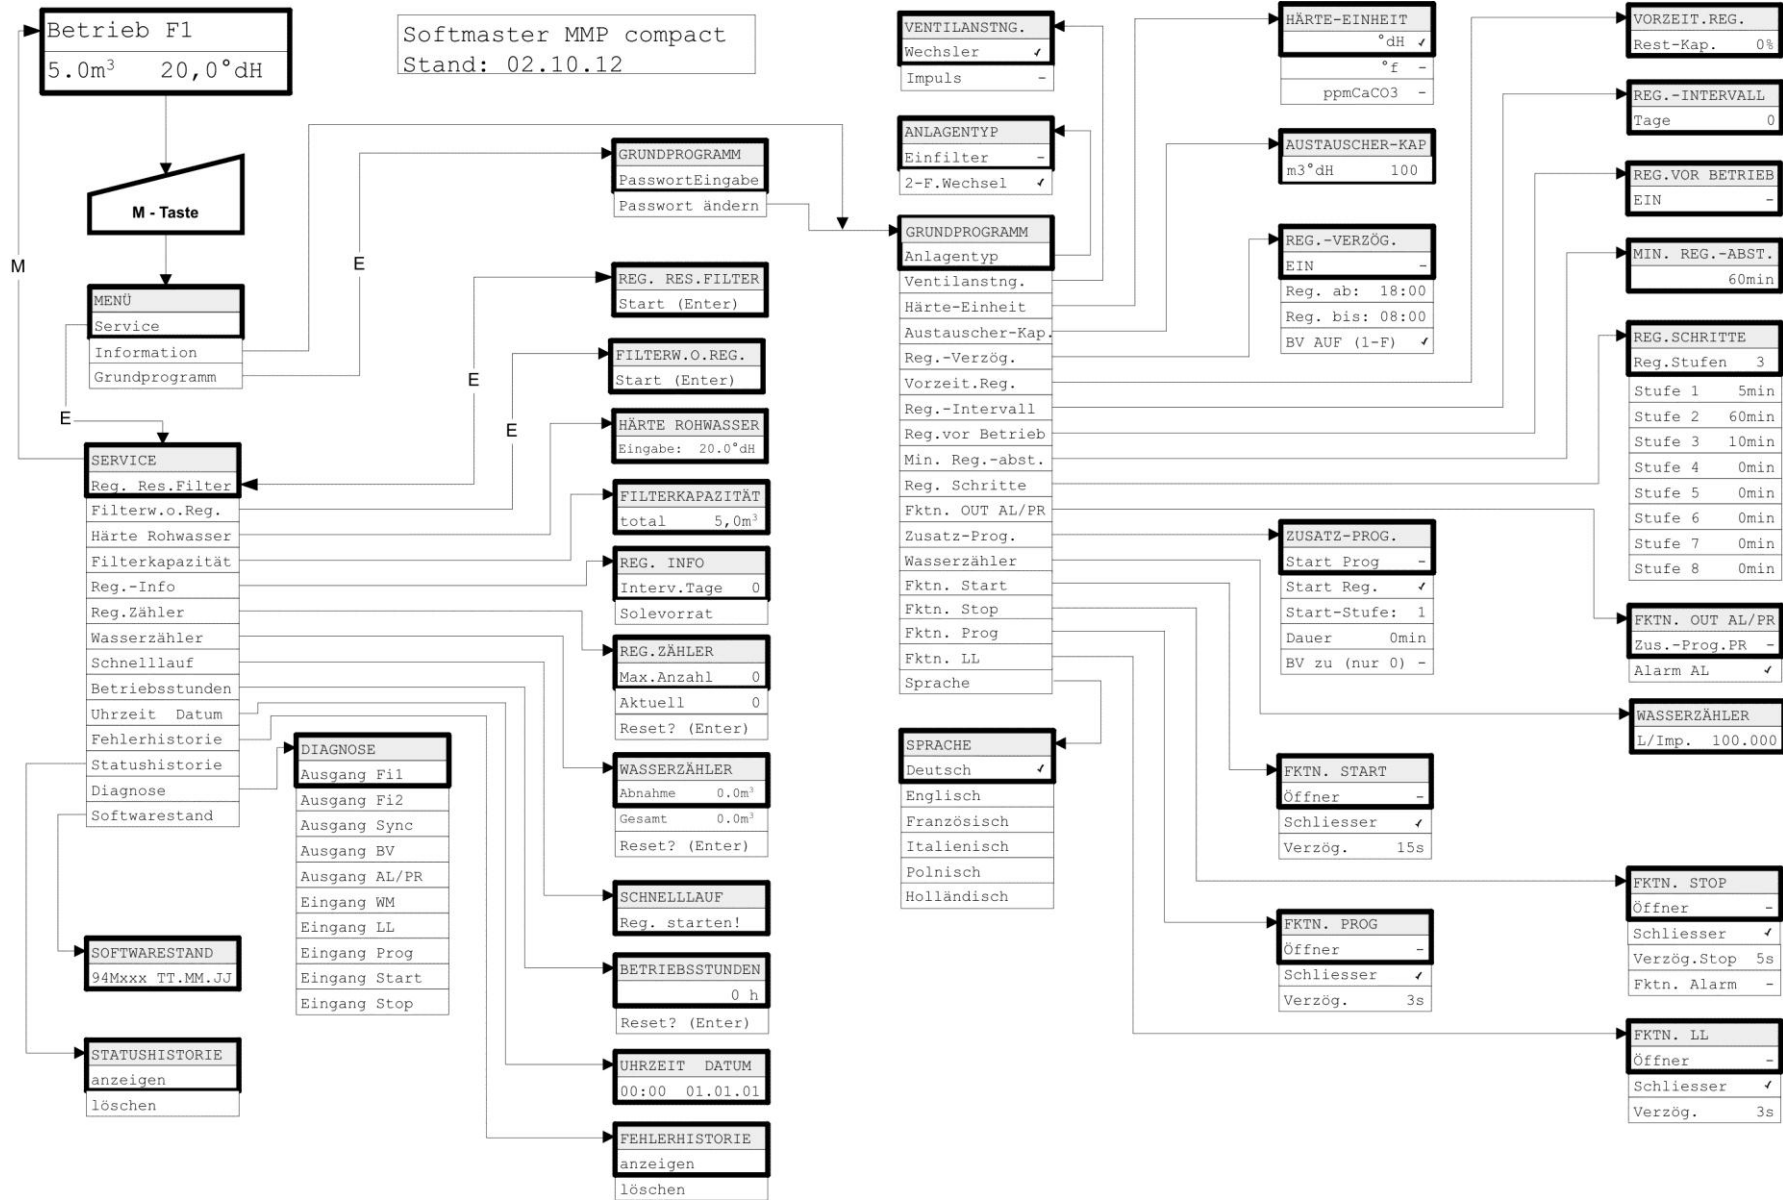 Betrieb F1
5.0m³ 20,0°dH
Softmaster MMP compact
Stand: 02.10.12
M - Taste
M
E
E
E
E
MENÜ
Service
Information
Grundprogramm
SERVICE
Reg. Res.Filter
Filterw.o.Reg.
Härte Rohwasser
Filterkapazität
Reg.-Info
Reg.Zähler
Wasserzähler
Schnelllauf
Betriebsstunden
Uhrzeit Datum
Fehlerhistorie
Statushistorie
Diagnose
Softwarestand
SOFTWARESTAND
94Mxxx TT.MM.JJ
STATUSHISTORIE
anzeigen
löschen
DIAGNOSE
Ausgang Fi1
Ausgang Fi2
Ausgang Sync
Ausgang BV
Ausgang AL/PR
Eingang WM
Eingang LL
Eingang Prog
Eingang Start
Eingang Stop
GRUNDPROGRAMM
PasswortEingabe
Passwort ändern
REG. RES.FILTER
Start (Enter)
FILTERW.O.REG.
Start (Enter)
HÄRTE ROHWASSER
Eingabe: 20.0°dH
FILTERKAPAZITÄT
total 5,0m³
REG. INFO
Interv.Tage 0
Solevorrat
REG.ZÄHLER
Max.Anzahl 0
Aktuell 0
Reset? (Enter)
WASSERZÄHLER
Abnahme 0.0m³
Gesamt 0.0m³
Reset? (Enter)
SCHNELLLAUF
Reg. starten!
BETRIEBSSTUNDEN
0 h
Reset? (Enter)
UHRZEIT DATUM
00:00 01.01.01
FEHLERHISTORIE
anzeigen
löschen
VENTILANSTNG.
Wechsler ✓
Impuls -
ANLAGENTYP
Einfilter -
2-F.Wechsel ✓
GRUNDPROGRAMM
Anlagentyp
Ventilanstng.
Härte-Einheit
Austauscher-Kap.
Reg.-Verzög.
Vorzeit.Reg.
Reg.-Intervall
Reg.vor Betrieb
Min. Reg.-abst.
Reg. Schritte
Fktn. OUT AL/PR
Zusatz-Prog.
Wasserzähler
Fktn. Start
Fktn. Stop
Fktn. Prog
Fktn. LL
Sprache
SPRACHE
Deutsch ✓
Englisch
Französisch
Italienisch
Polnisch
Holländisch
HÄRTE-EINHEIT
°dH ✓
°f -
ppmCaCO3 -
AUSTAUSCHER-KAP
m3°dH 100
REG.-VERZÖG.
EIN -
Reg. ab: 18:00
Reg. bis: 08:00
BV AUF (1-F) ✓
ZUSATZ-PROG.
Start Prog -
Start Reg. ✓
Start-Stufe: 1
Dauer 0min
BV zu (nur 0) -
FKTN. START
Öffner -
Schliesser ✓
Verzög. 15s
FKTN. PROG
Öffner -
Schliesser ✓
Verzög. 3s
VORZEIT.REG.
Rest-Kap. 0%
REG.-INTERVALL
Tage 0
REG.VOR BETRIEB
EIN -
MIN. REG.-ABST.
60min
REG.SCHRITTE
Reg.Stufen 3
Stufe 1 5min
Stufe 2 60min
Stufe 3 10min
Stufe 4 0min
Stufe 5 0min
Stufe 6 0min
Stufe 7 0min
Stufe 8 0min
FKTN. OUT AL/PR
Zus.-Prog.PR -
Alarm AL ✓
WASSERZÄHLER
L/Imp. 100.000
FKTN. STOP
Öffner -
Schliesser ✓
Verzög.Stop 5s
Fktn. Alarm -
FKTN. LL
Öffner -
Schliesser ✓
Verzög. 3s